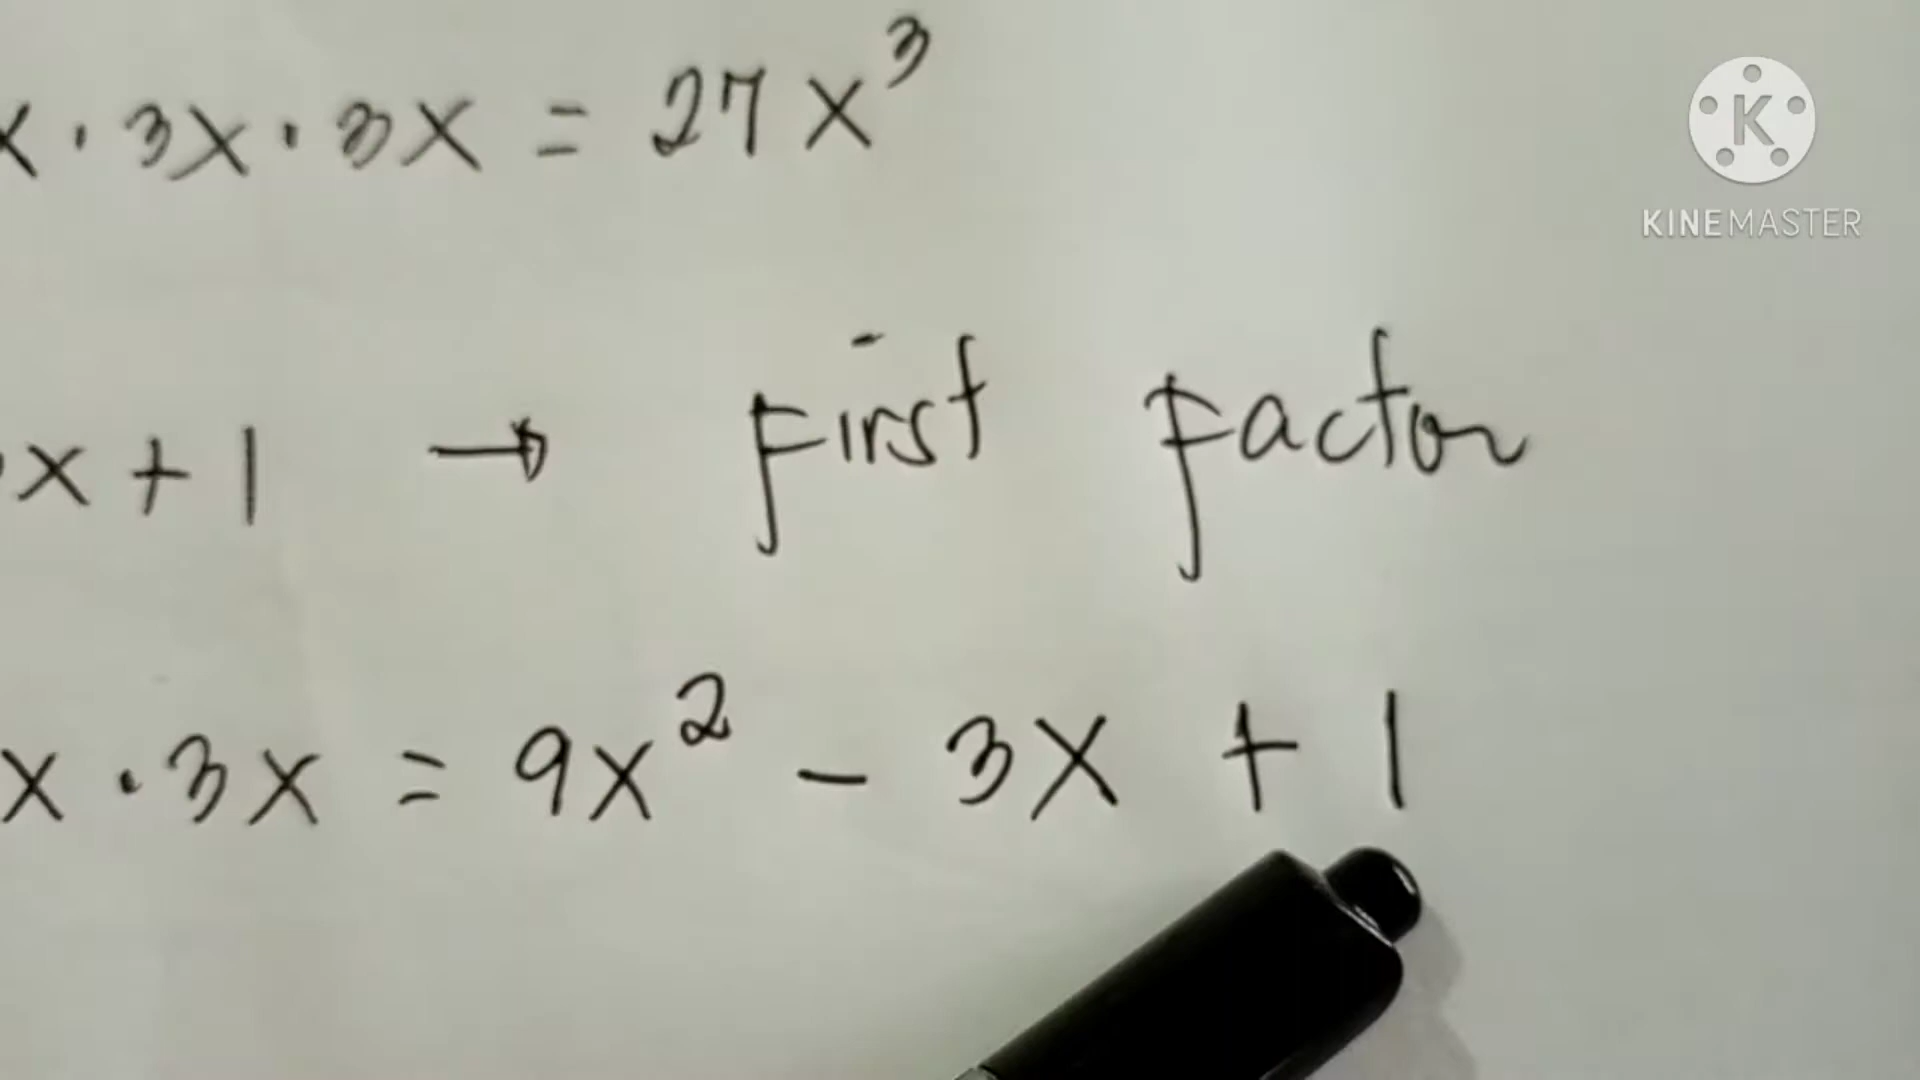 x · 3x · 3x = 27x³
K
KINEMASTER
x + 1 → First Factor
x · 3x = 9x² - 3x + 1